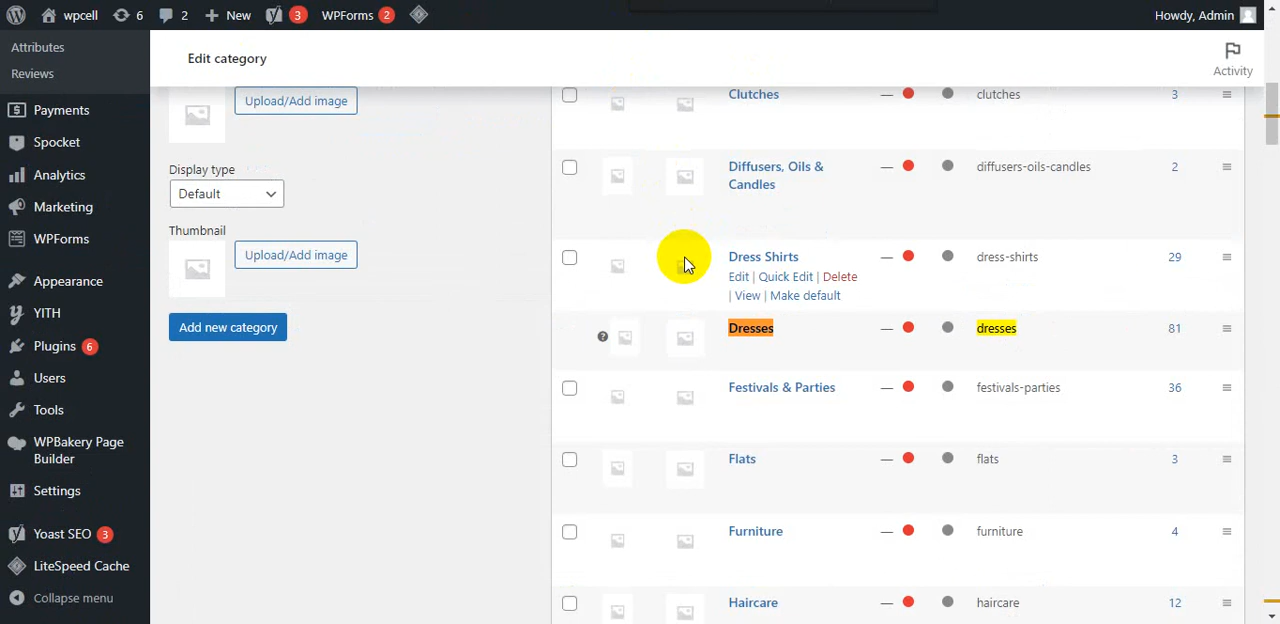 wpcell 6 2 New 3 WPForms 2 Howdy, Admin
Attributes
Reviews
Payments
Spocket
Analytics
Marketing
WPForms
Appearance
YITH
Plugins 6
Users
Tools
WPBakery Page
Builder
Settings
Yoast SEO 3
LiteSpeed Cache
Collapse menu
Edit category
Activity
Upload/Add image
Display type
Default
Thumbnail
Upload/Add image
Add new category
Clutches — clutches 3
Diffusers, Oils & — diffusers-oils-candles 2
Candles
Dress Shirts — dress-shirts 29
Edit | Quick Edit | Delete
| View | Make default
Dresses — dresses 81
Festivals & Parties — festivals-parties 36
Flats — flats 3
Furniture — furniture 4
Haircare — haircare 12